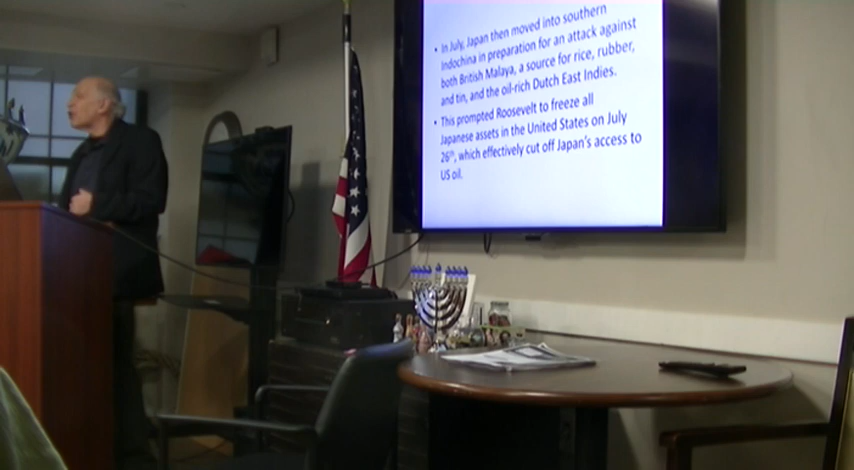 • In July, Japan then moved into southern
Indochina in preparation for an attack against
both British Malaya, a source for rice, rubber,
and tin, and the oil-rich Dutch East Indies.
• This prompted Roosevelt to freeze all
Japanese assets in the United States on July
26th, which effectively cut off Japan's access to
US oil.